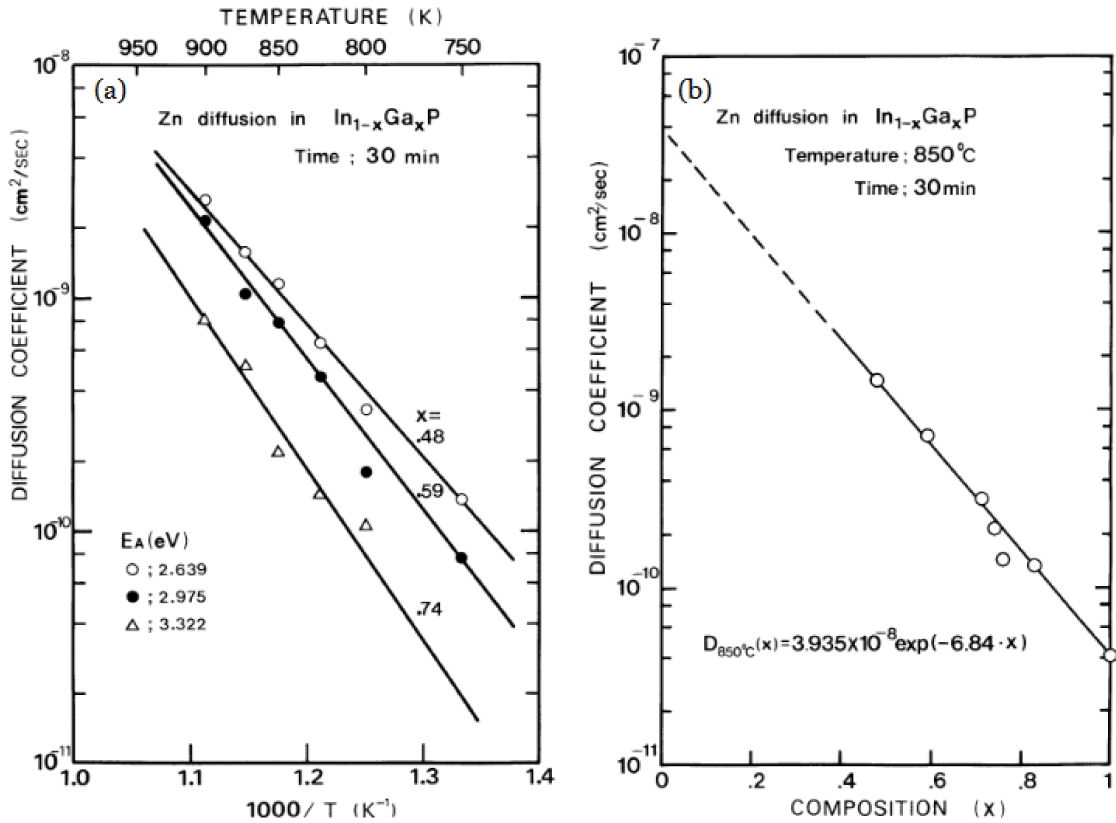 TEMPERATURE (K)
950 900 850 800 750
10⁻⁸
(a)
Zn diffusion in In₁₋ₓGaₓP
Time ; 30 min
DIFFUSION COEFFICIENT (cm²/SEC)
10⁻⁹
X=
.48
.59
10⁻¹⁰
EA(eV)
○ ; 2.639
● ; 2.975
△ ; 3.322
.74
10⁻¹¹
1.0 1.1 1.2 1.3 1.4
1000/ T (K⁻¹)
10⁻⁷
(b)
Zn diffusion in In₁₋ₓGaₓP
Temperature ; 850°C
Time ; 30min
DIFFUSION COEFFICIENT (cm²/sec)
10⁻⁸
10⁻⁹
10⁻¹⁰
D850°C(x)=3.935X10⁻⁸exp(-6.84·x)
10⁻¹¹
0 .2 .4 .6 .8 1
COMPOSITION (X)